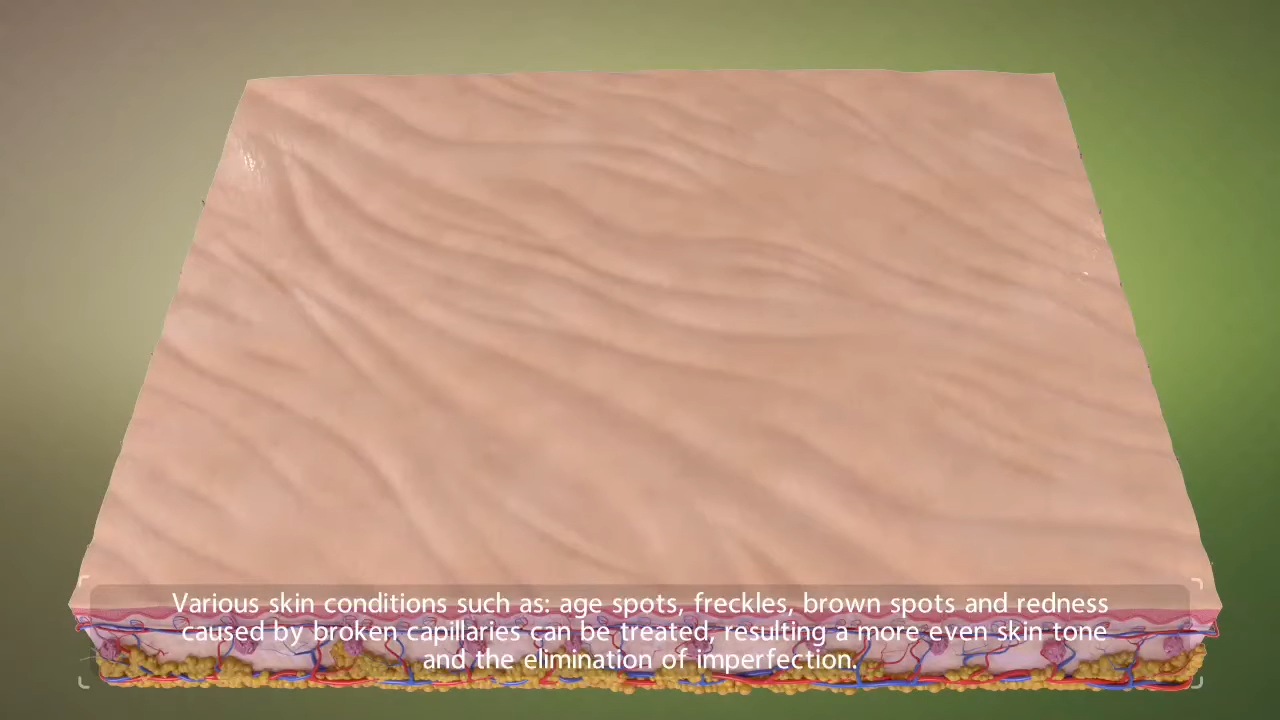 Various skin conditions such as: age spots, freckles, brown spots and redness
caused by broken capillaries can be treated, resulting a more even skin tone
and the elimination of imperfection.